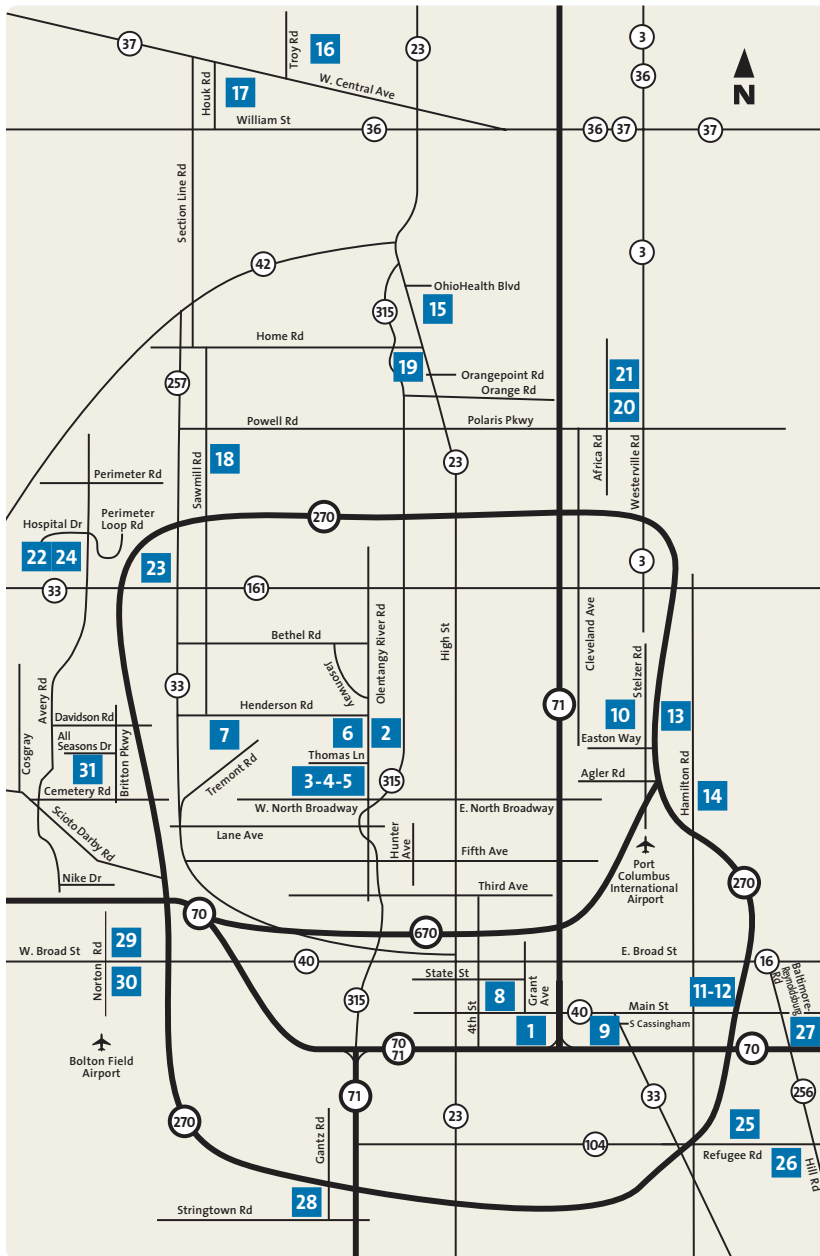 3
37
Troy Rd
16
23
36
Houk Rd
17
W. Central Ave
N
William St
36
36
37
37
Section Line Rd
42
3
OhioHealth Blvd
315
15
Home Rd
19
Orangepoint Rd
21
257
Orange Rd
20
Powell Rd
Polaris Pkwy
Sawmill Rd
18
23
Africa Rd
Westerville Rd
Perimeter Rd
270
Hospital Dr
Perimeter
Loop Rd
22
24
23
3
33
161
Olentangy River Rd
High St
Cleveland Ave
Bethel Rd
Jasonway
Stelzer Rd
33
Avery Rd
Henderson Rd
71
10
13
Davidson Rd
7
6
2
All
Seasons Dr
Cosgray
Britton Pkwy
Easton Way
31
Tremont Rd
Thomas Ln
3-4-5
315
Agler Rd
Hamilton Rd
14
Cemetery Rd
W. North Broadway
E. North Broadway
Scioto Darby Rd
Lane Ave
Hunter
Ave
Fifth Ave
Port
Columbus
International
Airport
Nike Dr
Third Ave
270
70
670
29
W. Broad St
Norton Rd
40
E. Broad St
16
30
State St
Baltimore-
Reynoldsburg
Rd
315
4th St
8
Grant
Ave
11-12
40
Main St
1
9
S Cassingham
27
Bolton Field
Airport
70
71
70
71
33
256
270
Gantz Rd
23
25
104
Refugee Rd
26
Hill Rd
28
Stringtown Rd